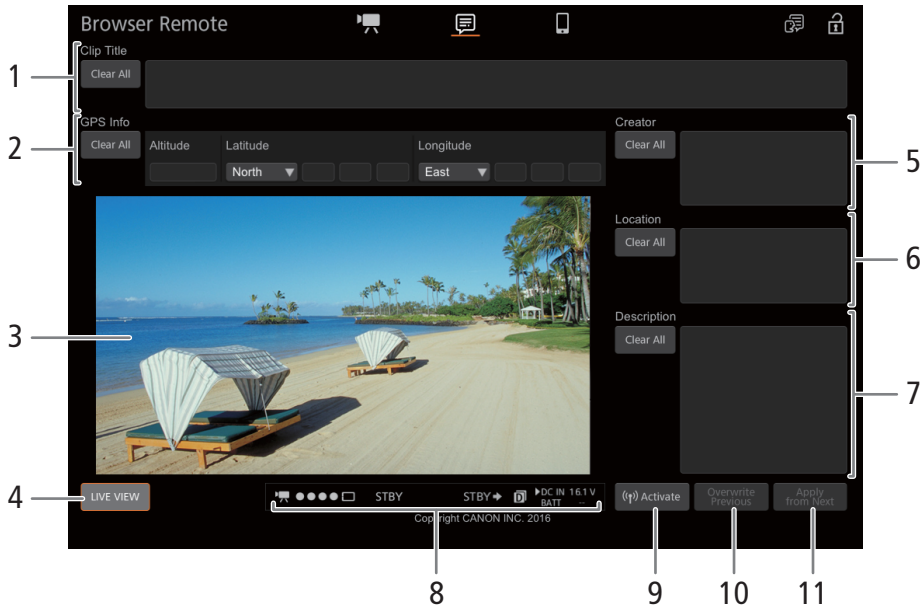 Browser Remote
Clip Title
1
Clear All
GPS Info
2
Clear All
Altitude
Latitude
Longitude
North
East
Creator
Clear All
5
Location
Clear All
6
3
Description
Clear All
7
4
LIVE VIEW
STBY
STBY
D
DC IN 16.1 V
BATT --
Activate
Overwrite
Previous
Apply
from Next
Copyright CANON INC. 2016
8
9
10
11